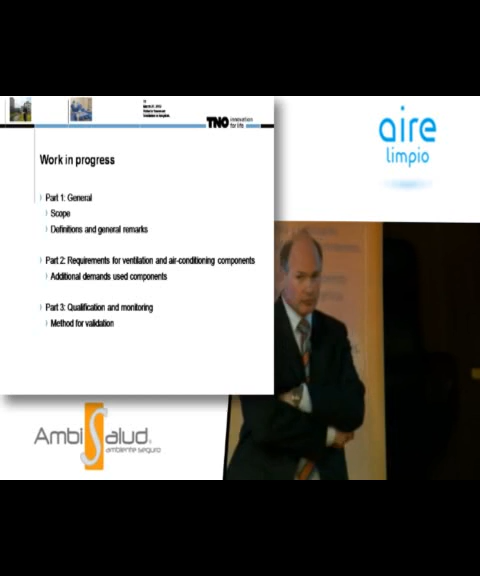 TNO innovation
for life
Work in progress
Part 1: General
Scope
Definitions and general remarks
Part 2: Requirements for ventilation and air-conditioning components
Additional demands used components
Part 3: Qualification and monitoring
Method for validation
aire
limpio
AmbiSalud®
ambiente seguro